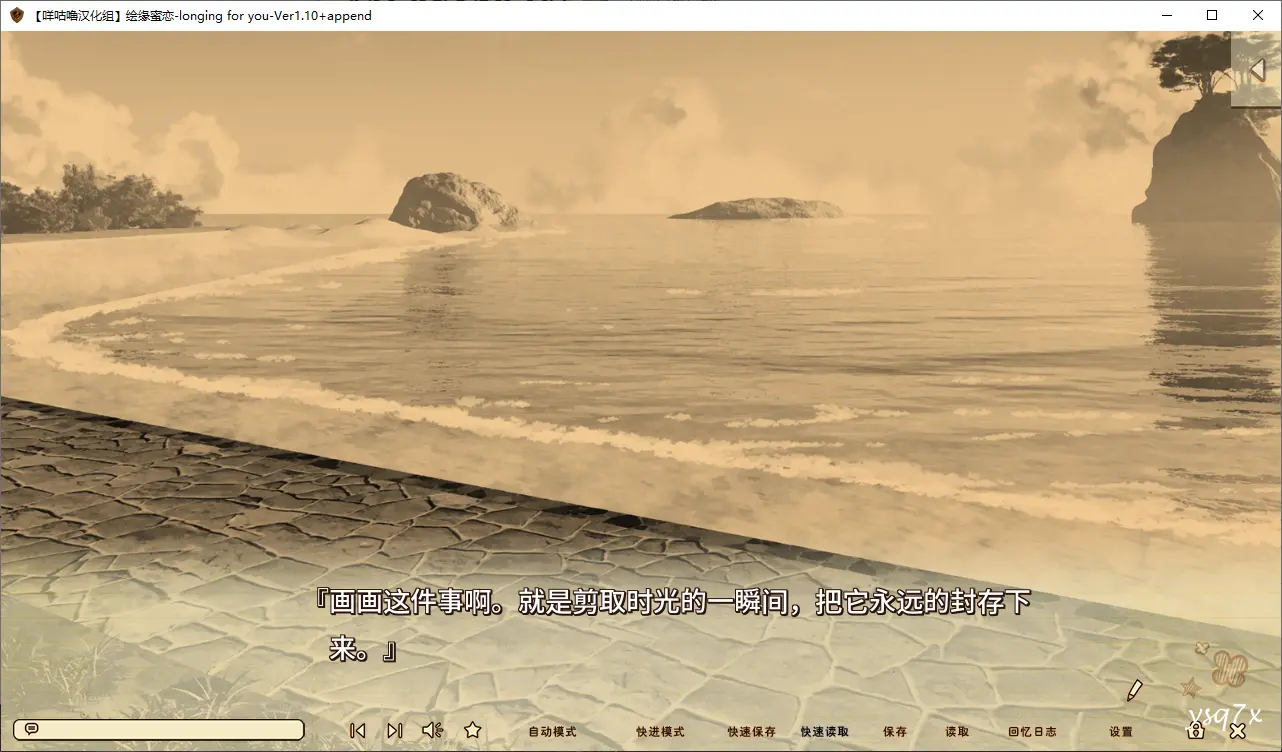 【咩咕噜汉化组】绘缘蜜恋-longing for you-Ver1.10+append
『画画这件事啊。就是剪取时光的一瞬间，把它永远的封存下
来。』
自动模式 快进模式 快速保存 快速读取 保存 读取 回忆日志 设置
ysq7x